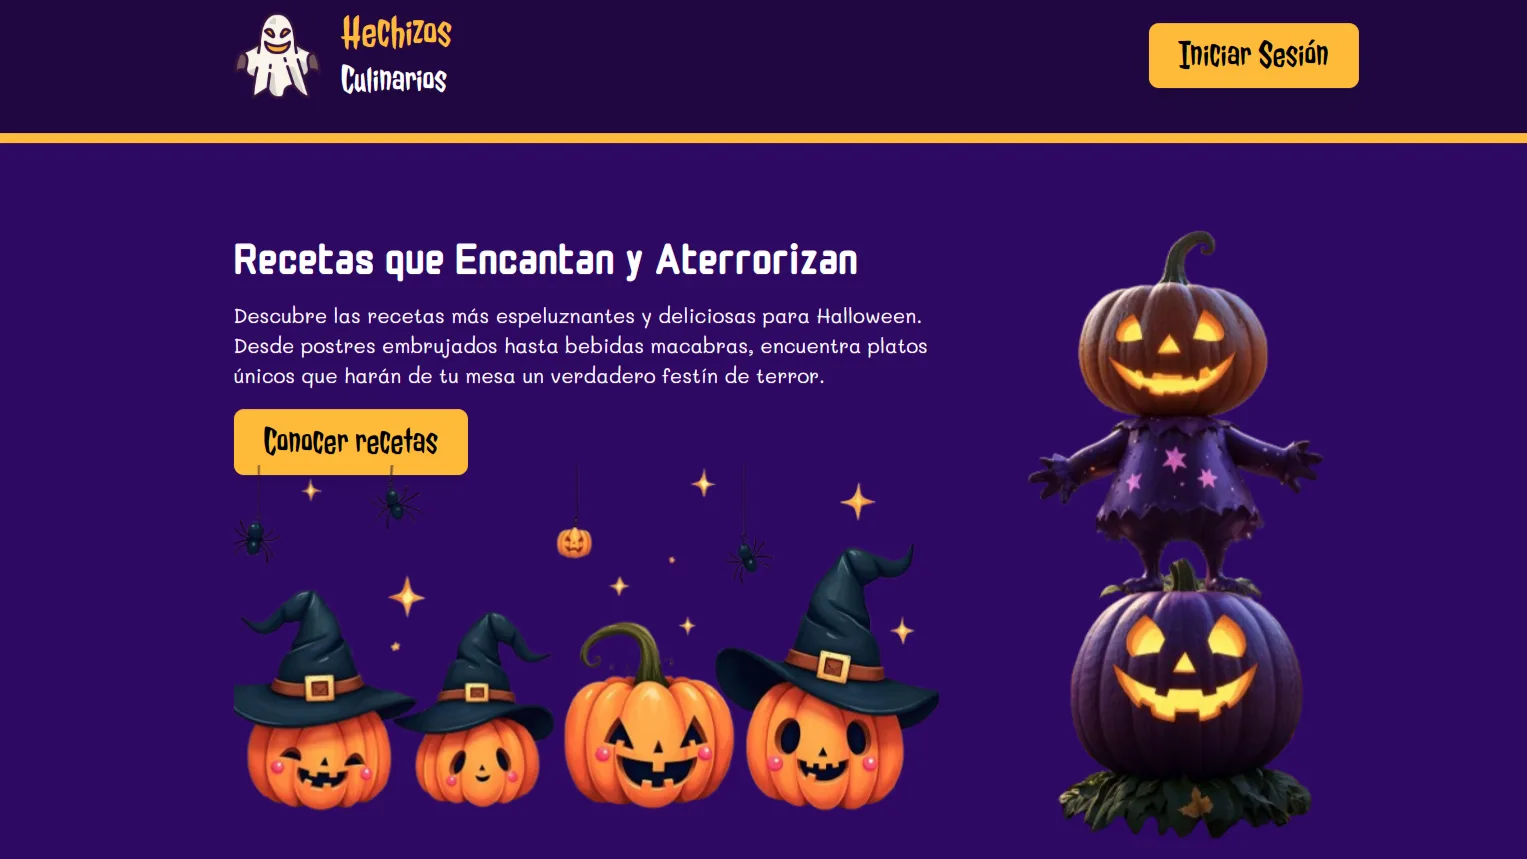 Hechizos
Culinarios
Iniciar Sesión
Recetas que Encantan y Aterrorizan
Descubre las recetas más espeluznantes y deliciosas para Halloween.
Desde postres embrujados hasta bebidas macabras, encuentra platos
únicos que harán de tu mesa un verdadero festín de terror.
Conocer recetas